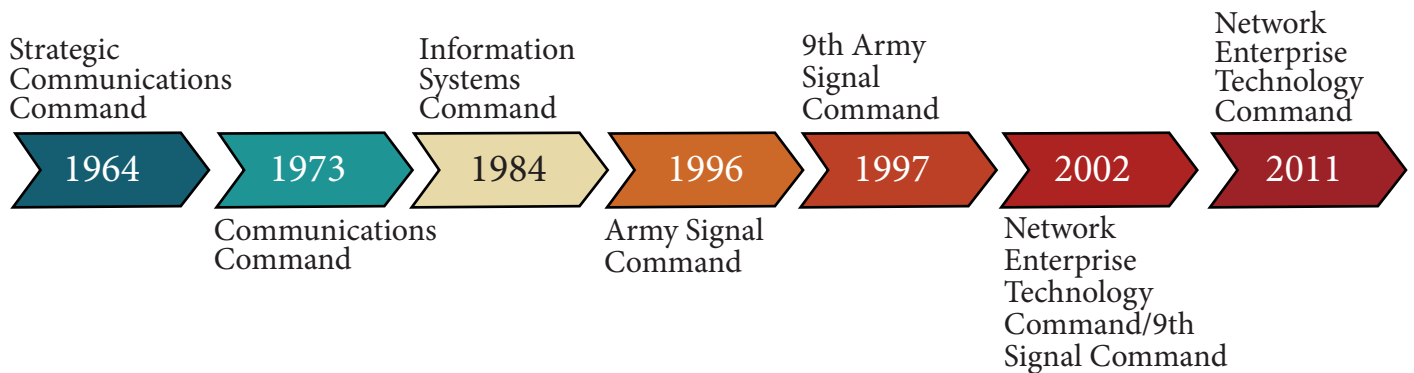 Strategic
Communications
Command
1964
1973
Communications
Command
Information
Systems
Command
1984
1996
Army Signal
Command
9th Army
Signal
Command
1997
2002
Network
Enterprise
Technology
Command/9th
Signal Command
Network
Enterprise
Technology
Command
2011